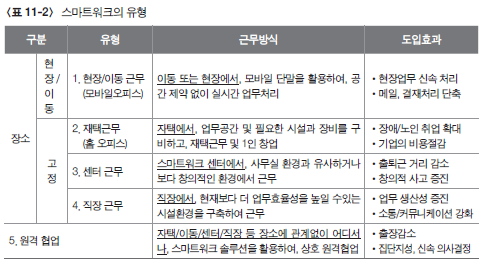 〈표 11-2〉 스마트워크의 유형
구분 유형 근무방식 도입효과
장소
현장/이동
1. 현장/이동 근무
(모바일오피스)
이동 또는 현장에서, 모바일 단말을 활용하여, 공
간 제약 없이 실시간 업무처리
• 현장업무 신속 처리
• 메일, 결재처리 단축
고정
2. 재택근무
(홈 오피스)
자택에서, 업무공간 및 필요한 시설과 장비를 구
비하고, 재택근무 및 1인 창업
• 장애/노인 취업 확대
• 기업의 비용절감
3. 센터 근무
스마트워크 센터에서, 사무실 환경과 유사하거나
보다 창의적인 환경에서 근무
• 출퇴근 거리 감소
• 창의적 사고 증진
4. 직장 근무
직장에서, 현재보다 더 업무효율성을 높일 수있는
시설환경을 구축하여 근무
• 업무 생산성 증진
• 소통/커뮤니케이션 강화
5. 원격 협업
자택/이동/센터/직장 등 장소에 관계없이 어디서
나, 스마트워크 솔루션을 활용하여, 상호 원격협업
• 출장감소
• 집단지성, 신속 의사결정